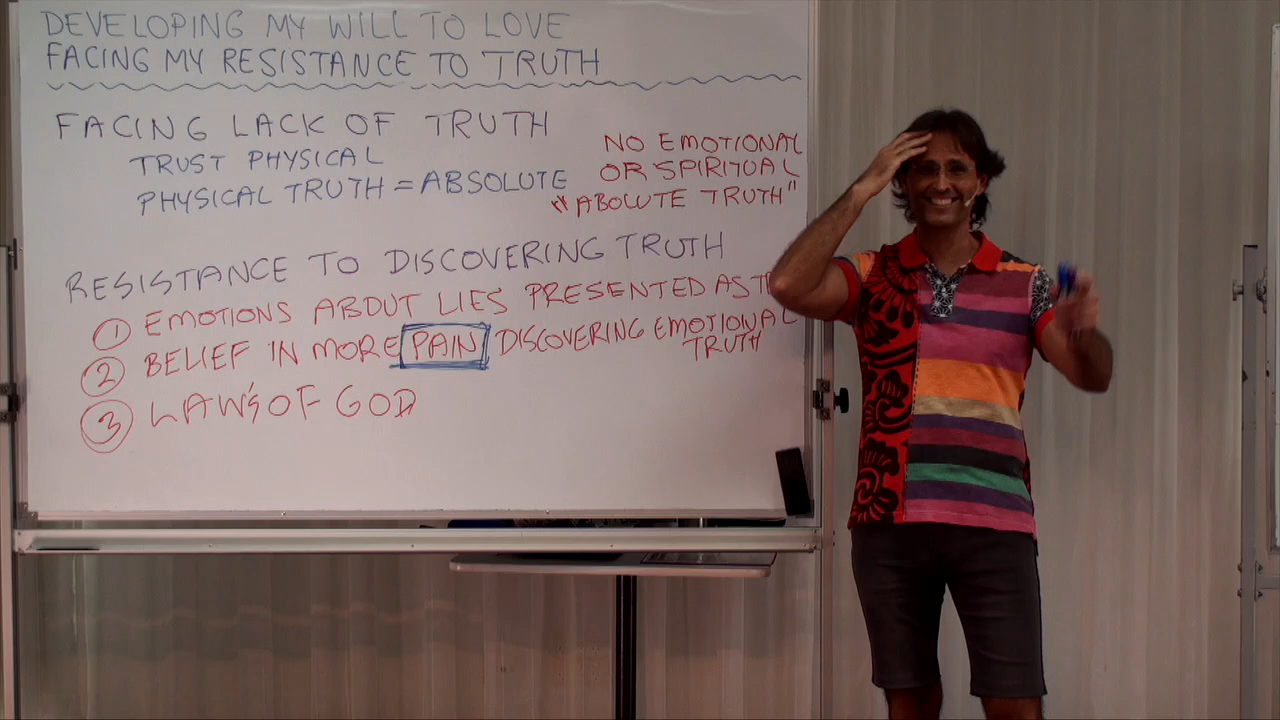 DEVELOPING MY WILL TO LOVE
FACING MY RESISTANCE TO TRUTH
FACING LACK OF TRUTH
TRUST PHYSICAL
PHYSICAL TRUTH = ABSOLUTE
NO EMOTIONAL
OR SPIRITUAL
"ABOLUTE TRUTH"
RESISTANCE TO DISCOVERING TRUTH
1 EMOTIONS ABOUT LIES PRESENTED AS
2 BELIEF IN MORE PAIN DISCOVERING EMOTIONAL
TRUTH
3 LAW'S OF GOD